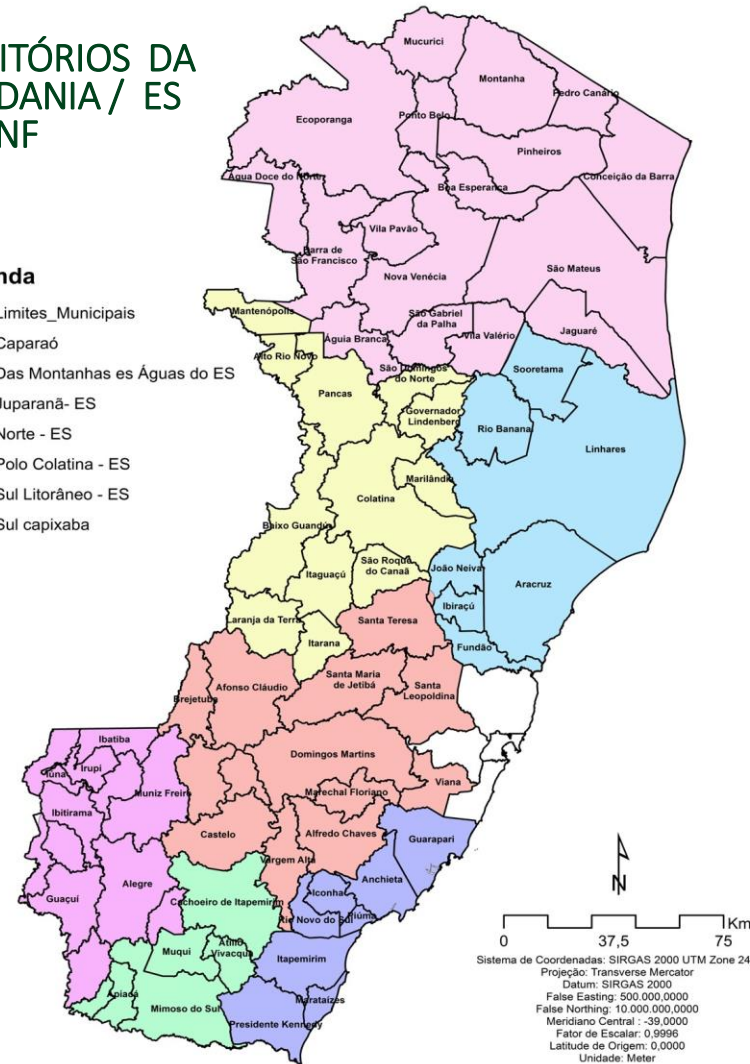 ITÓRIOS DA
DANIA / ES
NF
nda
Limites_Municipais
Caparaó
Das Montanhas es Águas do ES
Juparanã- ES
Norte - ES
Polo Colatina - ES
Sul Litorâneo - ES
Sul capixaba
Mucurici
Montanha
Pedro Canário
Ecoporanga
Ponto Belo
Pinheiros
Água Doce do Norte
Boa Esperança
Conceição da Barra
Vila Pavão
Barra de
São Francisco
Nova Venécia
São Mateus
Mantenópolis
São Gabriel
da Palha
Águia Branca
Vila Valério
Jaguaré
Alto Rio Novo
São Domingos
do Norte
Sooretama
Pancas
Governador
Lindenberg
Rio Banana
Linhares
Marilândia
Colatina
Baixo Guandú
São Roque
do Canaã
João Neiva
Itaguaçú
Aracruz
Ibiraçú
Laranja da Terra
Santa Teresa
Itarana
Fundão
Santa Maria
de Jetibá
Afonso Cláudio
Santa
Leopoldina
Brejetuba
Ibatiba
Domingos Martins
Iúna
Irupi
Viana
Muniz Freire
Marechal Floriano
Ibitirama
Castelo
Alfredo Chaves
Guarapari
Vargem Alta
Alegre
Anchieta
Guaçuí
Cachoeiro de Itapemirim
Iconha
Rio Novo do Sul
Piúma
Muqui
Atílio
Vivacqua
Itapemirim
Apiacá
Mimoso do Sul
Marataízes
Presidente Kennedy
N
Km
0 37,5 75
Sistema de Coordenadas: SIRGAS 2000 UTM Zone 24
Projeção: Transverse Mercator
Datum: SIRGAS 2000
False Easting: 500.000,0000
False Northing: 10.000.000,0000
Meridiano Central : -39,0000
Fator de Escalar: 0,9996
Latitude de Origem: 0,0000
Unidade: Meter